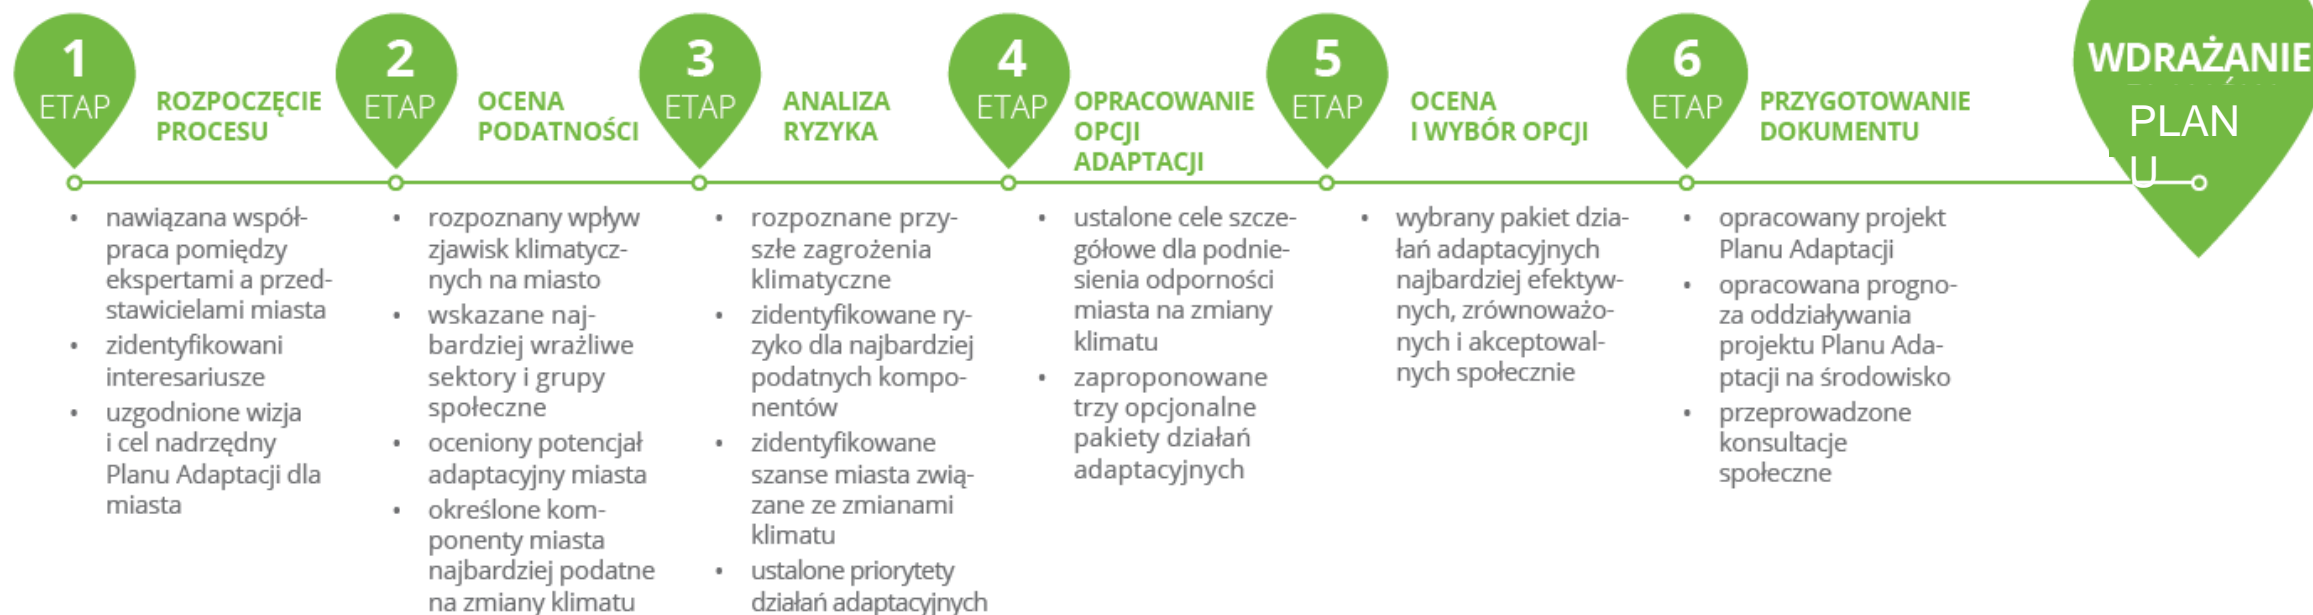 1
ETAP
ROZPOCZĘCIE
PROCESU
• nawiązana współ-
praca pomiędzy
ekspertami a przed-
stawicielami miasta
• zidentyfikowani
interesariusze
• uzgodnione wizja
i cel nadrzędny
Planu Adaptacji dla
miasta
2
ETAP
OCENA
PODATNOŚCI
• rozpoznany wpływ
zjawisk klimatycz-
nych na miasto
• wskazane naj-
bardziej wrażliwe
sektory i grupy
społeczne
• oceniony potencjał
adaptacyjny miasta
• określone kom-
ponenty miasta
najbardziej podatne
na zmiany klimatu
3
ETAP
ANALIZA
RYZYKA
• rozpoznane przy-
szłe zagrożenia
klimatyczne
• zidentyfikowane ry-
zyko dla najbardziej
podatnych kompo-
nentów
• zidentyfikowane
szanse miasta zwią-
zane ze zmianami
klimatu
• ustalone priorytety
działań adaptacyjnych
4
ETAP
OPRACOWANIE
OPCJI
ADAPTACJI
• ustalone cele szcze-
gółowe dla podnie-
sienia odporności
miasta na zmiany
klimatu
• zaproponowane
trzy opcjonalne
pakiety działań
adaptacyjnych
5
ETAP
OCENA
I WYBÓR OPCJI
• wybrany pakiet dzia-
łań adaptacyjnych
najbardziej efektyw-
nych, zrównoważo-
nych i akceptowal-
nych społecznie
6
ETAP
PRZYGOTOWANIE
DOKUMENTU
• opracowany projekt
Planu Adaptacji
• opracowana progno-
za oddziaływania
projektu Planu Ada-
ptacji na środowisko
• przeprowadzone
konsultacje
społeczne
WDRAŻANIE
PLAN
U